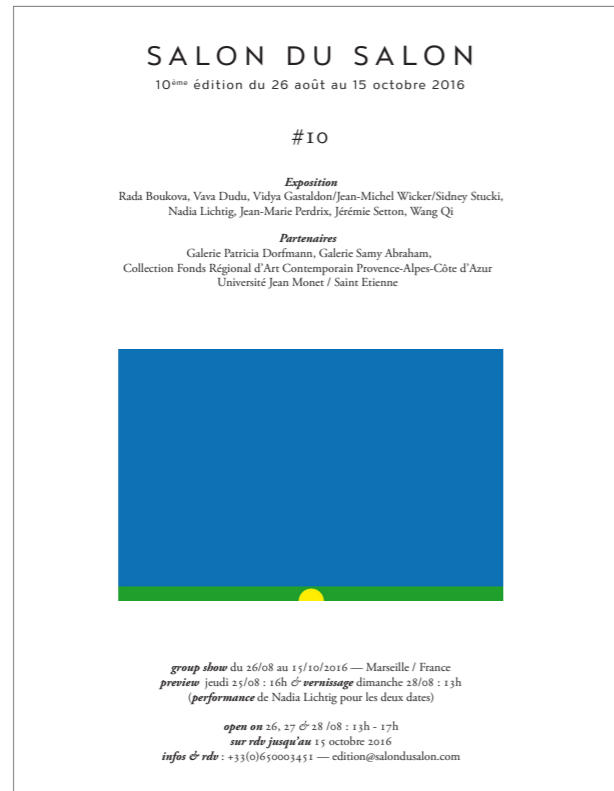 SALON DU SALON
10ème édition du 26 août au 15 octobre 2016
#10
Exposition
Rada Boukova, Vava Dudu, Vidya Gastaldon/Jean-Michel Wicker/Sidney Stucki,
Nadia Lichtig, Jean-Marie Perdrix, Jérémie Setton, Wang Qi
Partenaires
Galerie Patricia Dorfmann, Galerie Samy Abraham,
Collection Fonds Régional d'Art Contemporain Provence-Alpes-Côte d'Azur
Université Jean Monet / Saint Etienne
group show du 26/08 au 15/10/2016 — Marseille / France
preview jeudi 25/08 : 16h & vernissage dimanche 28/08 : 13h
(performance de Nadia Lichtig pour les deux dates)
open on 26, 27 & 28 /08 : 13h - 17h
sur rdv jusqu'au 15 octobre 2016
infos & rdv : +33(0)650003451 — edition@salondusalon.com